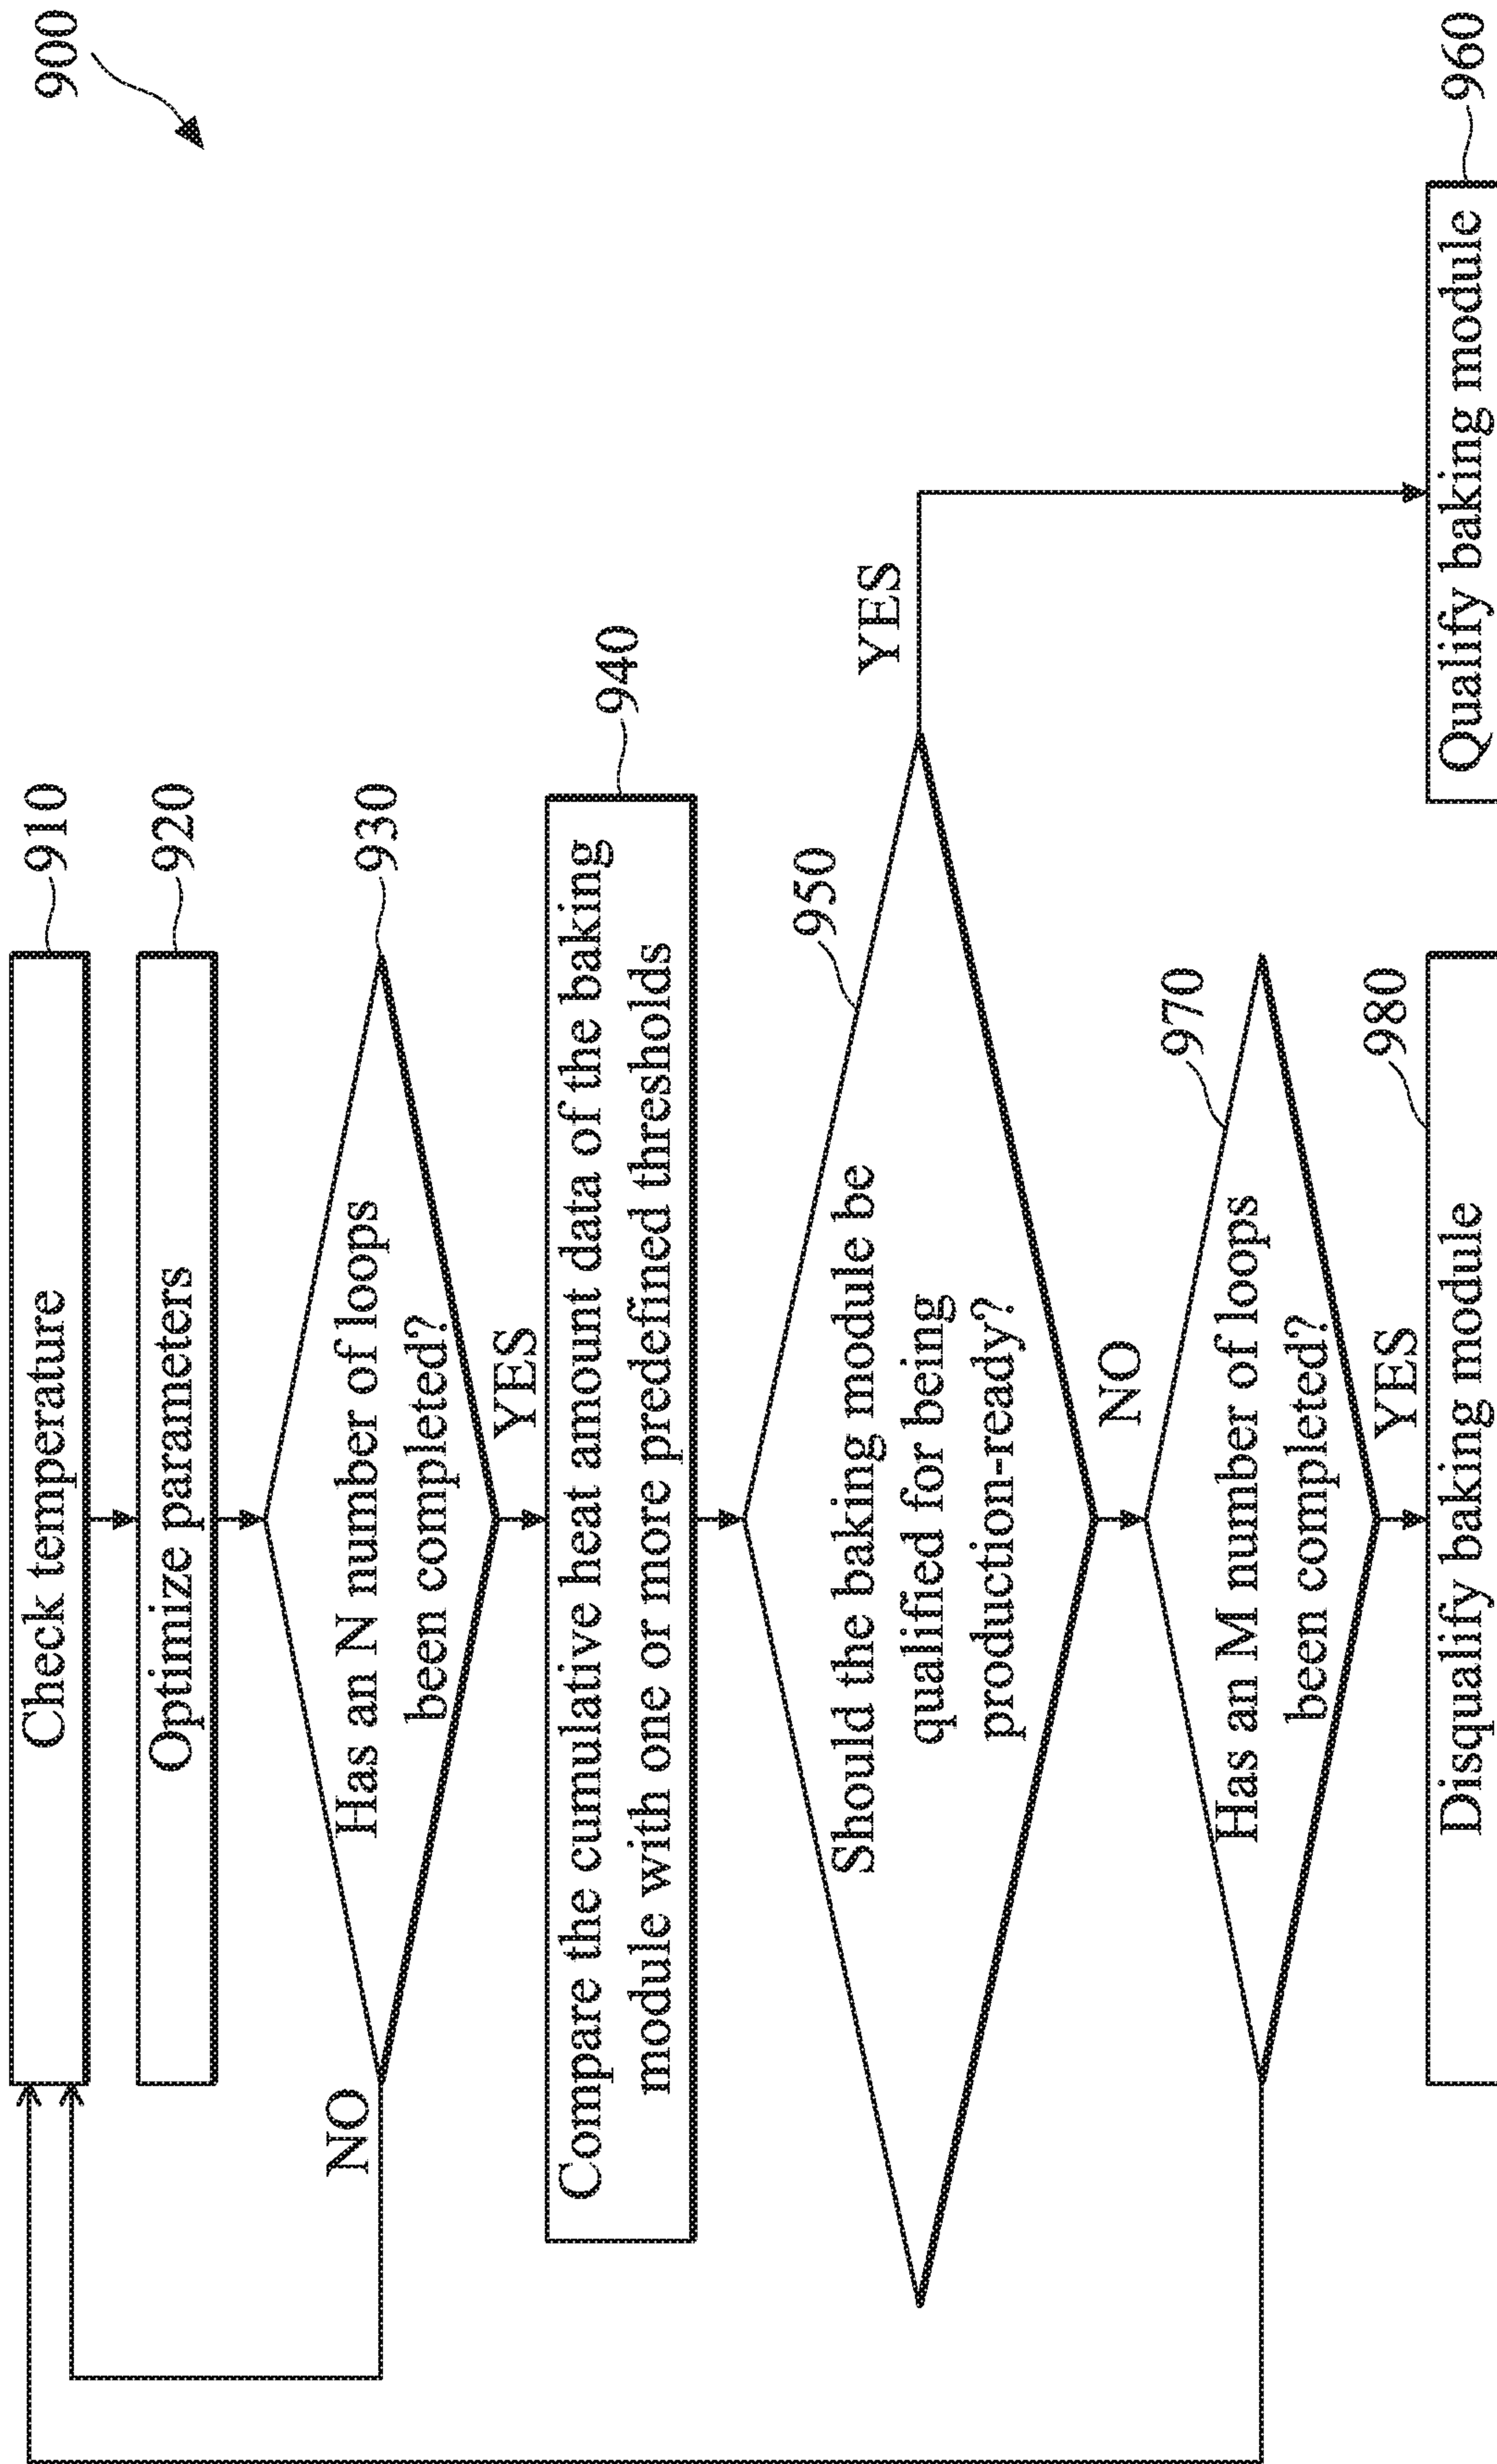 900
Check temperature
910
Optimize parameters
920
Has an N number of loops
been completed?
930
NO
YES
Compare the cumulative heat amount data of the baking
module with one or more predefined thresholds
940
Should the baking module be
qualified for being
production-ready?
950
YES
NO
Has an M number of loops
been completed?
970
YES
Disqualify baking module
980
Qualify baking module
960